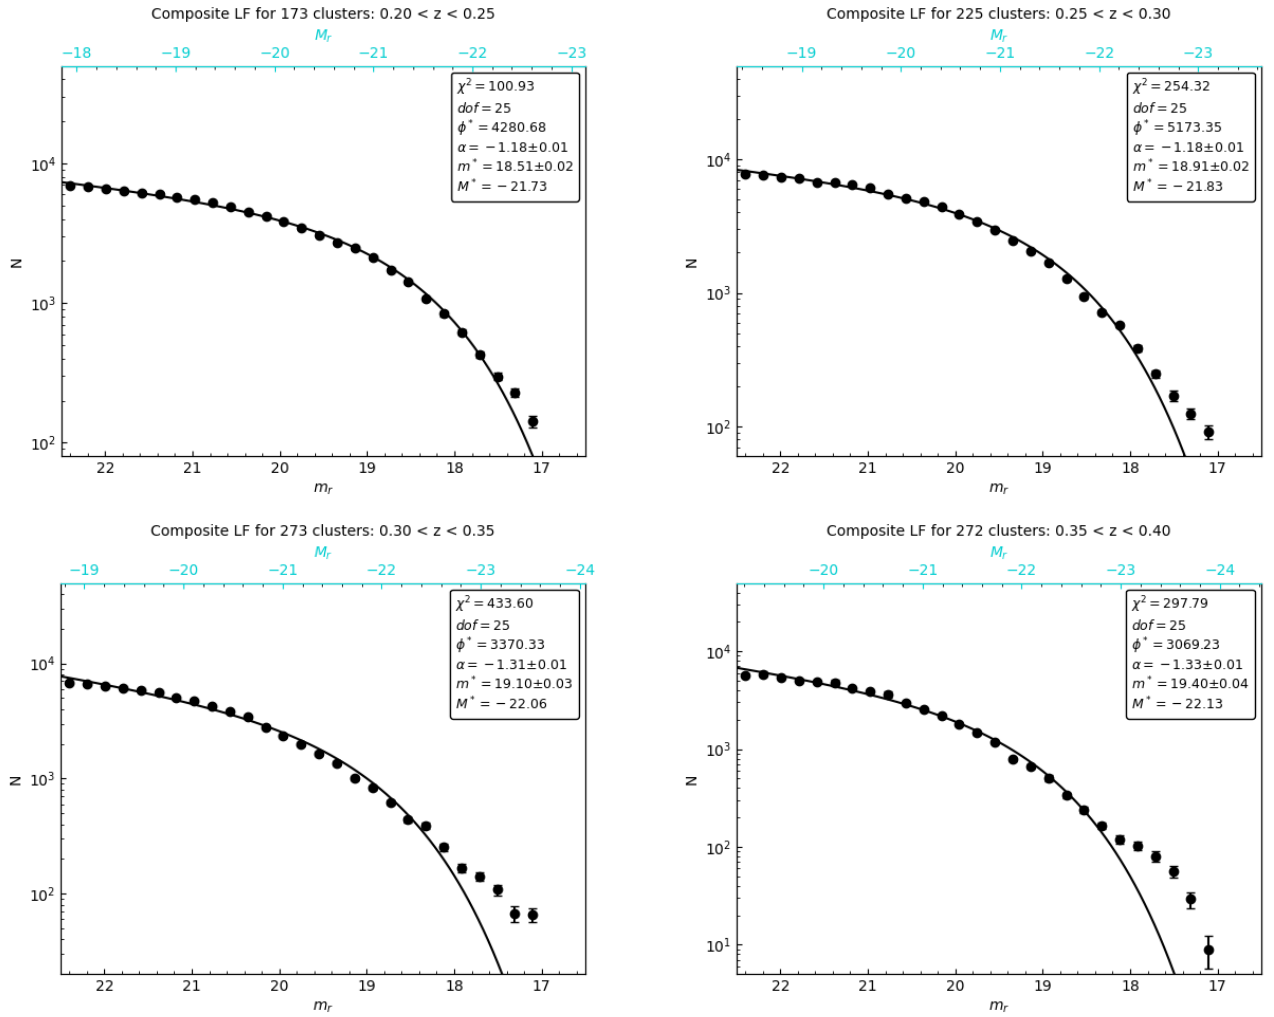 Composite LF for 173 clusters: 0.20 < z < 0.25
M_r
−18 −19 −20 −21 −22 −23
χ² = 100.93
dof = 25
ϕ* = 4280.68
α = −1.18±0.01
m* = 18.51±0.02
M* = −21.73
10⁴
N
10³
10²
22 21 20 19 18 17
m_r
Composite LF for 225 clusters: 0.25 < z < 0.30
M_r
−19 −20 −21 −22 −23
χ² = 254.32
dof = 25
ϕ* = 5173.35
α = −1.18±0.01
m* = 18.91±0.02
M* = −21.83
10⁴
N
10³
10²
22 21 20 19 18 17
m_r
Composite LF for 273 clusters: 0.30 < z < 0.35
M_r
−19 −20 −21 −22 −23 −24
χ² = 433.60
dof = 25
ϕ* = 3370.33
α = −1.31±0.01
m* = 19.10±0.03
M* = −22.06
10⁴
N
10³
10²
22 21 20 19 18 17
m_r
Composite LF for 272 clusters: 0.35 < z < 0.40
M_r
−20 −21 −22 −23 −24
χ² = 297.79
dof = 25
ϕ* = 3069.23
α = −1.33±0.01
m* = 19.40±0.04
M* = −22.13
10⁴
10³
N
10²
10¹
22 21 20 19 18 17
m_r